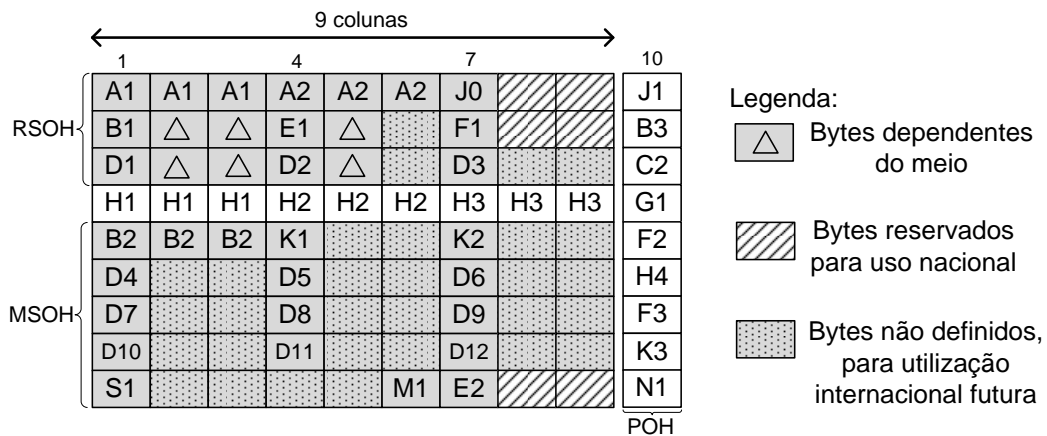 9 colunas
1 4 7 10
A1 A1 A1 A2 A2 A2 J0 J1
RSOH B1 E1 F1 B3
D1 D2 D3 C2
H1 H1 H1 H2 H2 H2 H3 H3 H3 G1
B2 B2 B2 K1 K2 F2
D4 D5 D6 H4
MSOH D7 D8 D9 F3
D10 D11 D12 K3
S1 M1 E2 N1
POH
Legenda:
Bytes dependentes
do meio
Bytes reservados
para uso nacional
Bytes não definidos,
para utilização
internacional futura